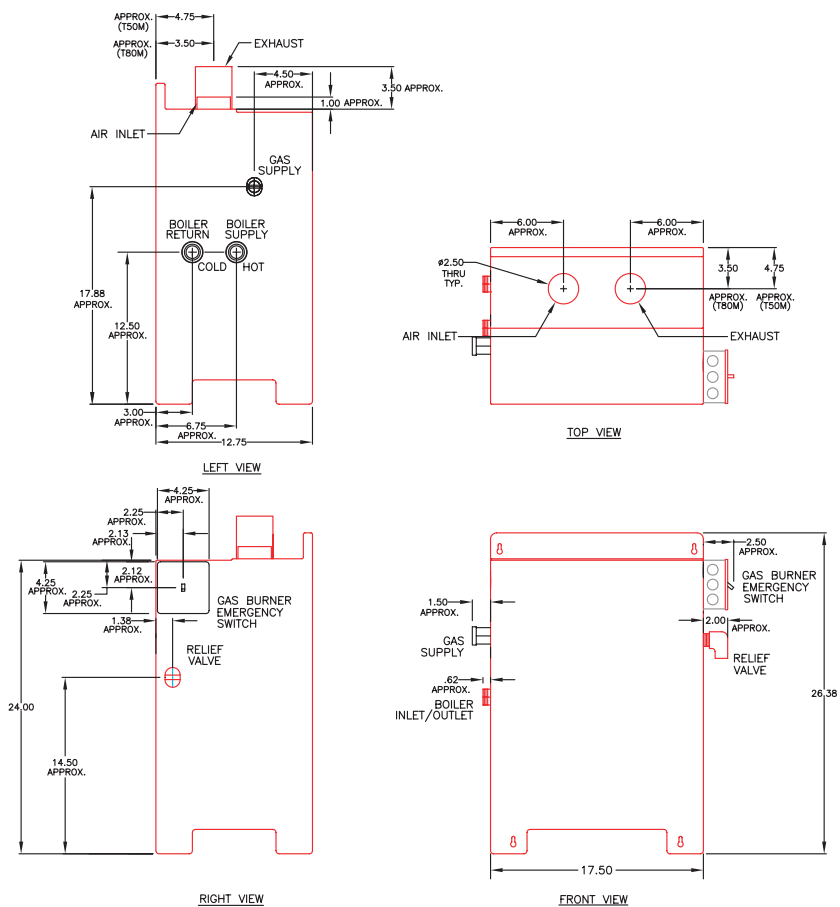 APPROX.
(T50M)
4.75
APPROX.
(T80M)
3.50
EXHAUST
4.50
APPROX.
3.50 APPROX.
1.00 APPROX.
AIR INLET
GAS
SUPPLY
BOILER
RETURN
BOILER
SUPPLY
COLD
HOT
17.88
APPROX.
12.50
APPROX.
3.00
APPROX.
6.75
APPROX.
12.75
LEFT VIEW
6.00
APPROX.
6.00
APPROX.
ø2.50
THRU
TYP.
3.50
4.75
APPROX.
(T80M)
APPROX.
(T50M)
AIR INLET
EXHAUST
TOP VIEW
4.25
APPROX.
2.25
APPROX.
2.13
APPROX.
2.12
APPROX.
4.25
APPROX.
2.25
APPROX.
GAS BURNER
EMERGENCY
SWITCH
1.38
APPROX.
RELIEF
VALVE
24.00
14.50
APPROX.
RIGHT VIEW
2.50
APPROX.
GAS BURNER
EMERGENCY
SWITCH
1.50
APPROX.
2.00
APPROX.
GAS
SUPPLY
RELIEF
VALVE
.62
APPROX.
BOILER
INLET/OUTLET
26.38
17.50
FRONT VIEW